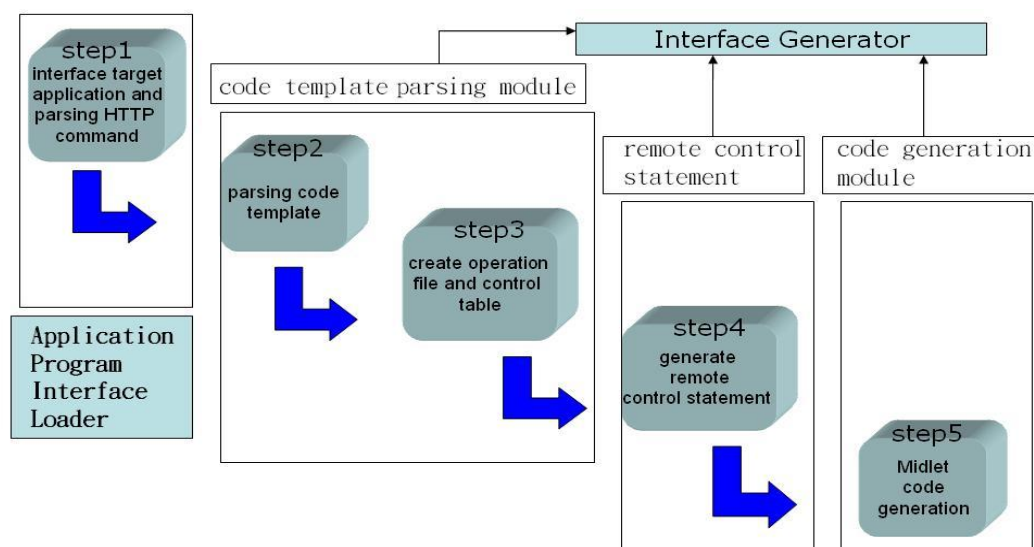 step1
interface target
application and
parsing HTTP
command
Application
Program
Interface
Loader
Interface Generator
code template parsing module
step2
parsing code
template
step3
create operation
file and control
table
remote control
statement
step4
generate
remote
control statement
code generation
module
step5
Midlet
code
generation